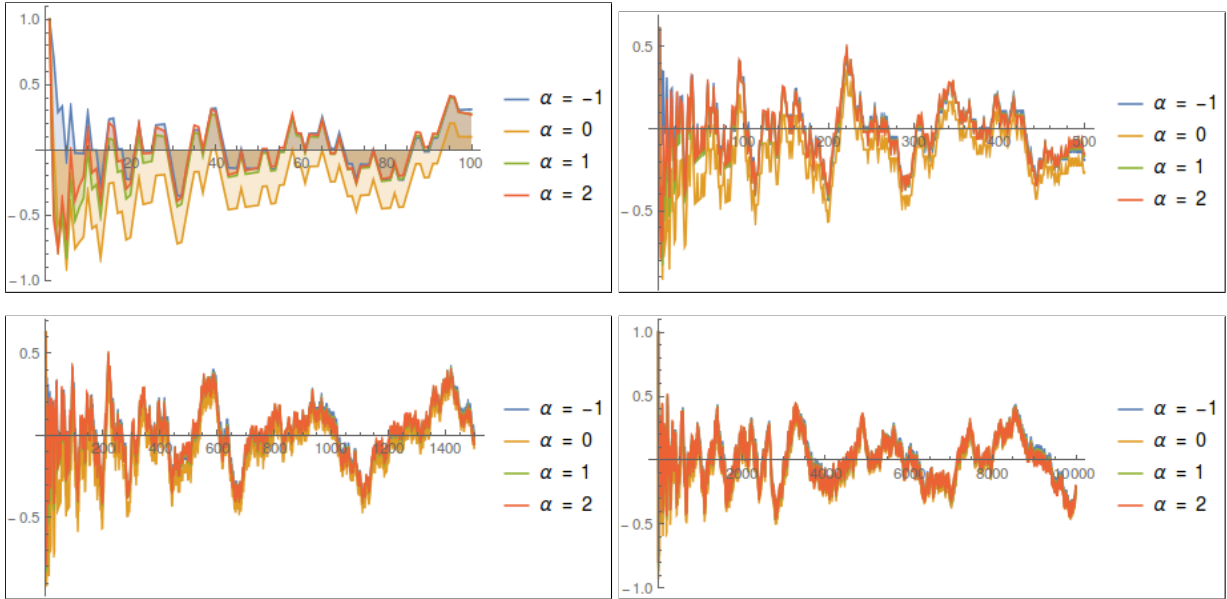 1.0
0.5
-0.5
-1.0
20
40
60
80
100
α = -1
α = 0
α = 1
α = 2
0.5
-0.5
100
200
300
400
500
α = -1
α = 0
α = 1
α = 2
0.5
-0.5
200
400
600
800
1000
1200
1400
α = -1
α = 0
α = 1
α = 2
1.0
0.5
-0.5
-1.0
2000
4000
6000
8000
10000
α = -1
α = 0
α = 1
α = 2